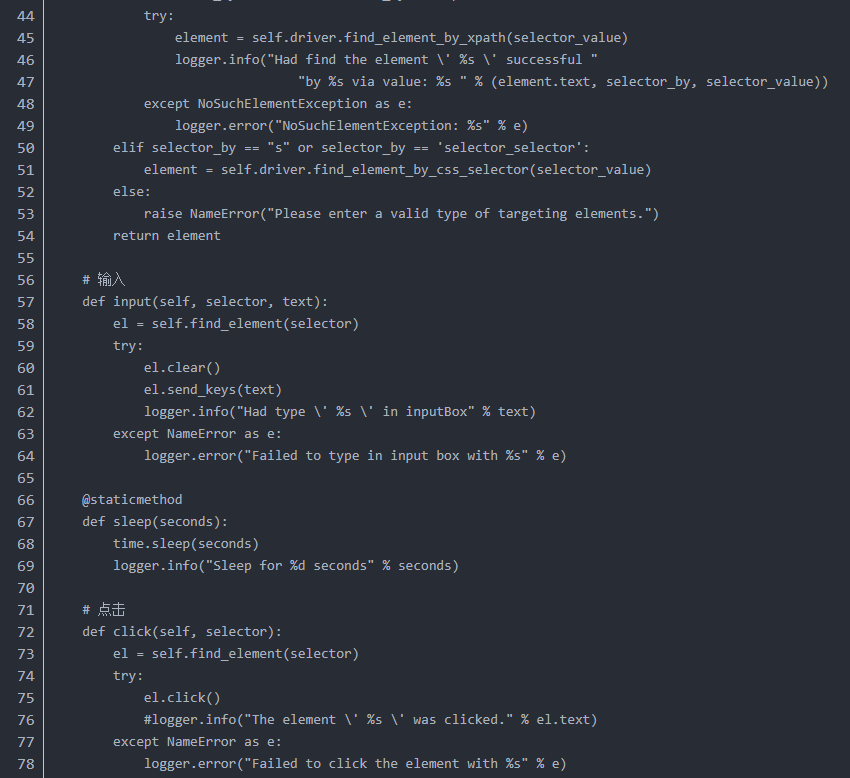 44 try:
45 element = self.driver.find_element_by_xpath(selector_value)
46 logger.info("Had find the element \' %s \' successful "
47 "by %s via value: %s " % (element.text, selector_by, selector_value))
48 except NoSuchElementException as e:
49 logger.error("NoSuchElementException: %s" % e)
50 elif selector_by == "s" or selector_by == 'selector_selector':
51 element = self.driver.find_element_by_css_selector(selector_value)
52 else:
53 raise NameError("Please enter a valid type of targeting elements.")
54 return element
55
56 # 输入
57 def input(self, selector, text):
58 el = self.find_element(selector)
59 try:
60 el.clear()
61 el.send_keys(text)
62 logger.info("Had type \' %s \' in inputBox" % text)
63 except NameError as e:
64 logger.error("Failed to type in input box with %s" % e)
65
66 @staticmethod
67 def sleep(seconds):
68 time.sleep(seconds)
69 logger.info("Sleep for %d seconds" % seconds)
70
71 # 点击
72 def click(self, selector):
73 el = self.find_element(selector)
74 try:
75 el.click()
76 #logger.info("The element \' %s \' was clicked." % el.text)
77 except NameError as e:
78 logger.error("Failed to click the element with %s" % e)